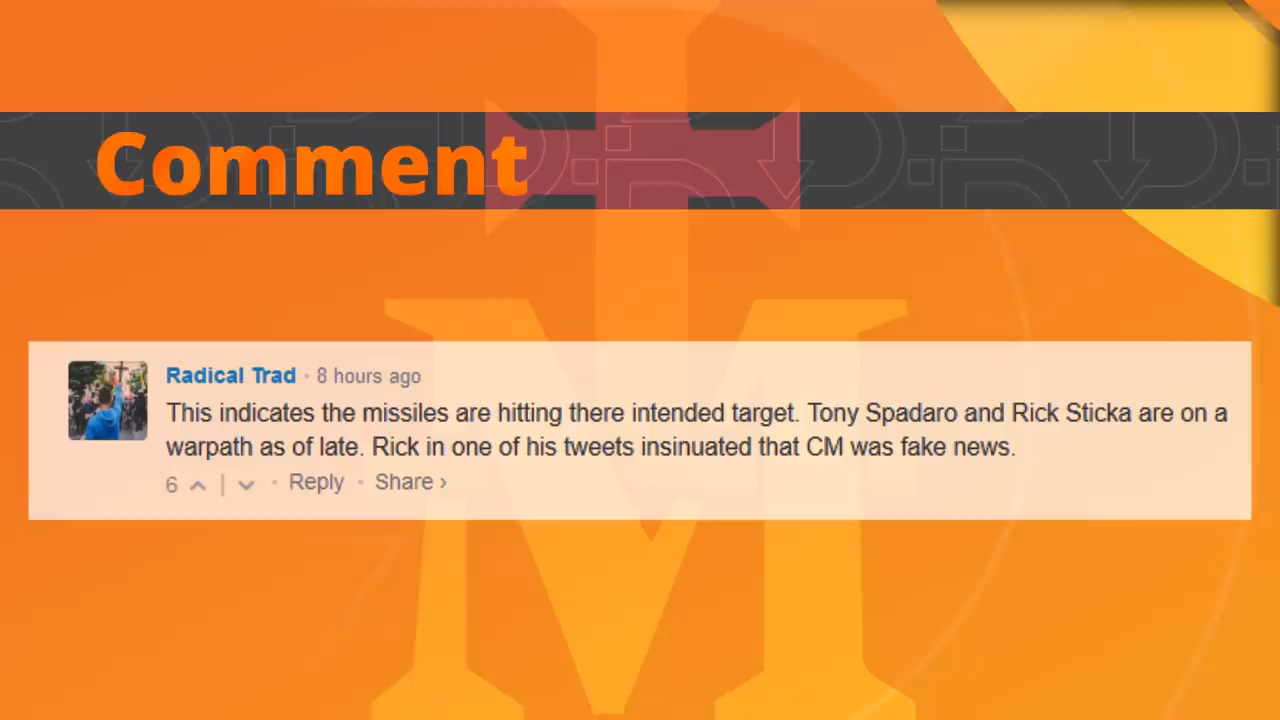 Comment
Radical Trad • 8 hours ago
This indicates the missiles are hitting there intended target. Tony Spadaro and Rick Sticka are on a
warpath as of late. Rick in one of his tweets insinuated that CM was fake news.
6 | • Reply • Share ›